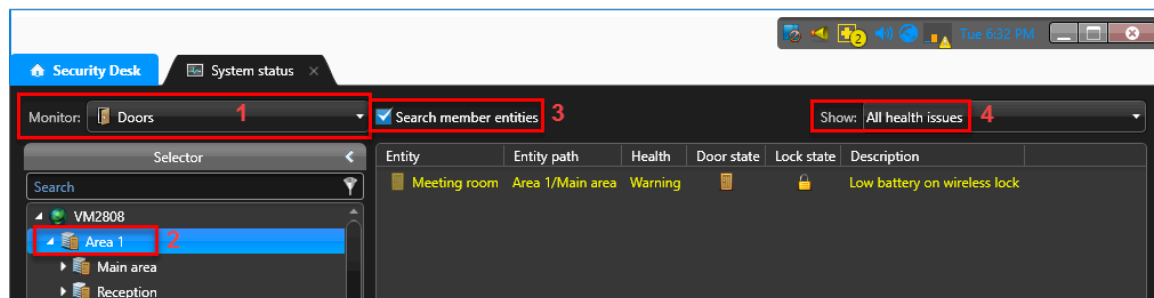 2
Tue 6:32 PM
Security Desk
System status
Monitor: Doors 1
Search member entities 3
Show: All health issues 4
Selector
Entity Entity path Health Door state Lock state Description
Search
Meeting room Area 1/Main area Warning Low battery on wireless lock
VM2808
Area 1 2
Main area
Reception